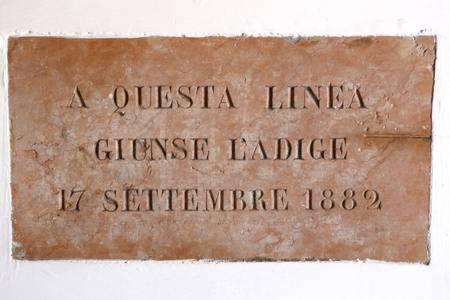 A QUESTA LINEA
GIUNSE L'ADIGE
17 SETTEMBRE 1882